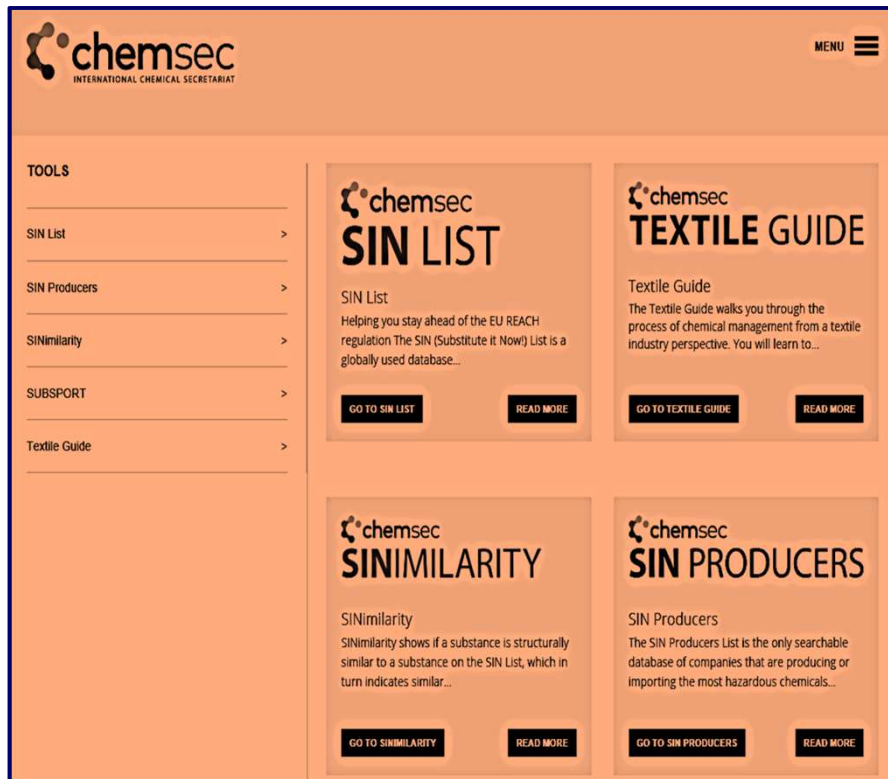 chemsec
INTERNATIONAL CHEMICAL SECRETARIAT
MENU
TOOLS
SIN List >
SIN Producers >
SINimilarity >
SUBSPORT >
Textile Guide >
chemsec
SIN LIST
SIN List
Helping you stay ahead of the EU REACH
regulation The SIN (Substitute it Now!) List is a
globally used database...
GO TO SIN LIST
READ MORE
chemsec
TEXTILE GUIDE
Textile Guide
The Textile Guide walks you through the
process of chemical management from a textile
industry perspective. You will learn to...
GO TO TEXTILE GUIDE
READ MORE
chemsec
SINIMILARITY
SINimilarity
SINimilarity shows if a substance is structurally
similar to a substance on the SIN List, which in
turn indicates similar...
GO TO SINIMILARITY
READ MORE
chemsec
SIN PRODUCERS
SIN Producers
The SIN Producers List is the only searchable
database of companies that are producing or
importing the most hazardous chemicals...
GO TO SIN PRODUCERS
READ MORE